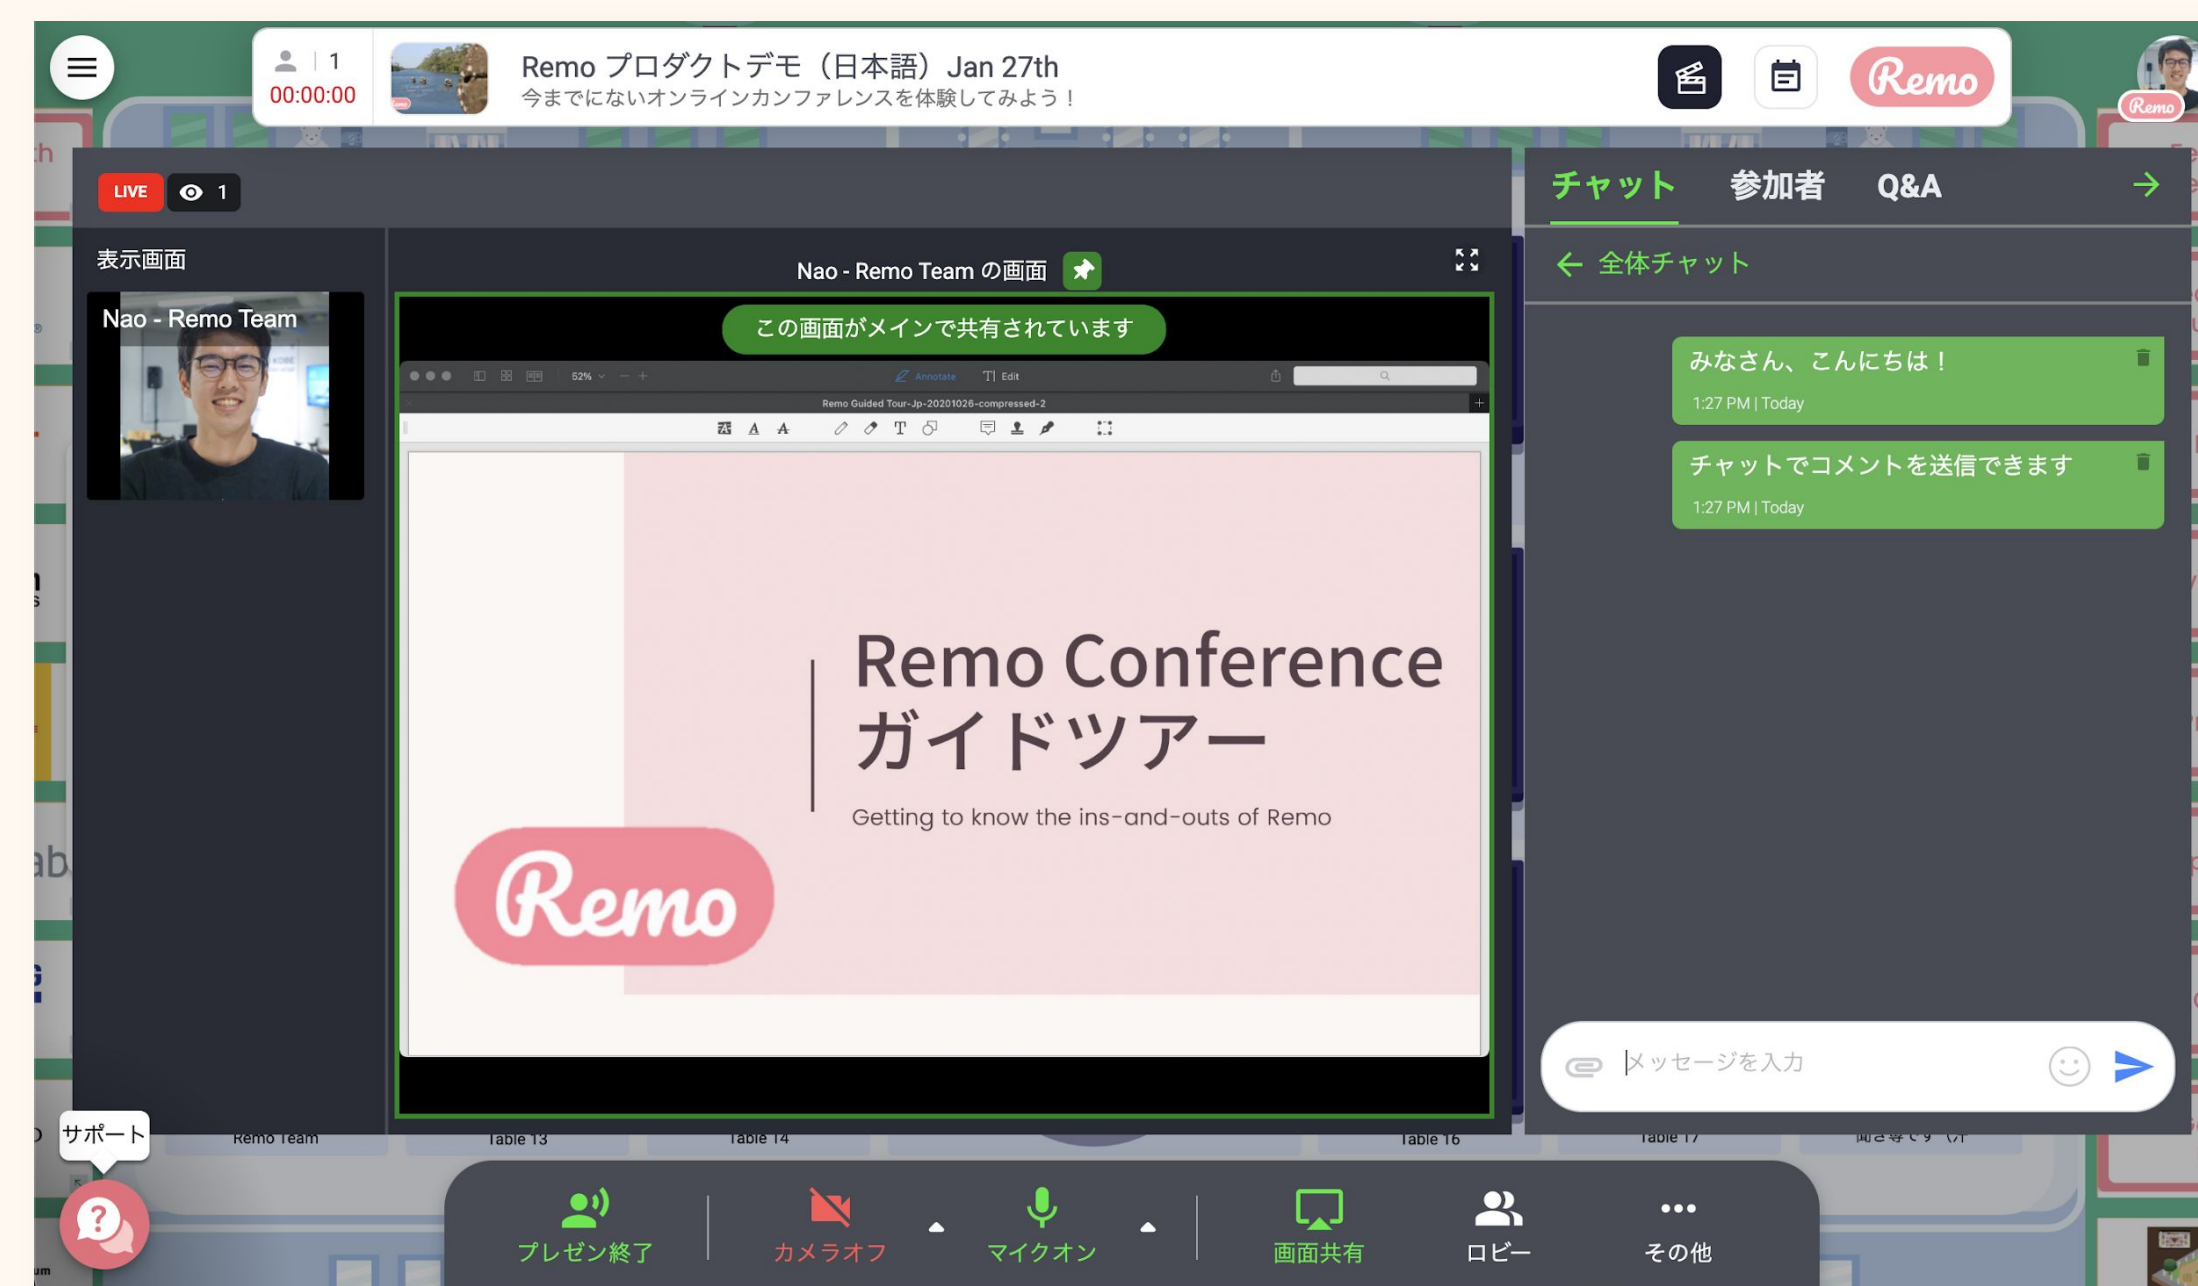 1
00:00:00
Remo プロダクトデモ（日本語）Jan 27th
今までにないオンラインカンファレンスを体験してみよう！
Remo
Remo
LIVE
1
表示画面
Nao - Remo Team
Nao - Remo Team の画面
この画面がメインで共有されています
52%
Annotate
T| Edit
Remo Guided Tour-Jp-20201026-compressed-2
Remo Conference
ガイドツアー
Getting to know the ins-and-outs of Remo
Remo
チャット 参加者 Q&A
全体チャット
みなさん、こんにちは！
1:27 PM | Today
チャットでコメントを送信できます
1:27 PM | Today
メッセージを入力
サポート
Remo Team
Table 13
Table 14
Table 16
Table 17
プレゼン終了
カメラオフ
マイクオン
画面共有
ロビー
その他